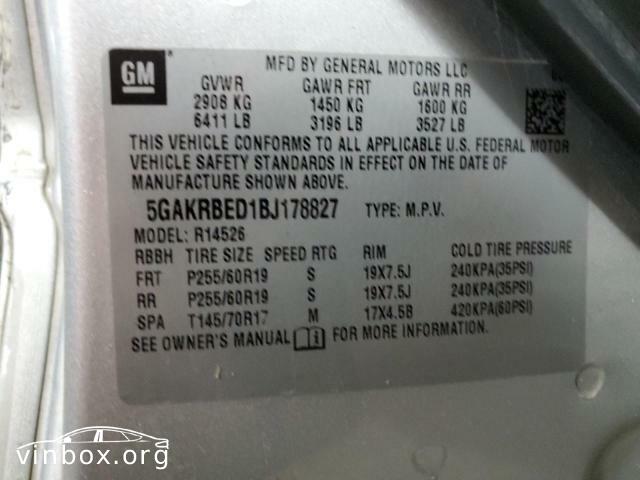 GM
MFD BY GENERAL MOTORS LLC
GVWR GAWR FRT GAWR RR
2908 KG 1450 KG 1600 KG
6411 LB 3196 LB 3527 LB
THIS VEHICLE CONFORMS TO ALL APPLICABLE U.S. FEDERAL MOTOR
VEHICLE SAFETY STANDARDS IN EFFECT ON THE DATE OF
MANUFACTURE SHOWN ABOVE.
5GAKRBED1BJ178827 TYPE: M.P.V.
MODEL: R14526
RBBH TIRE SIZE SPEED RTG RIM COLD TIRE PRESSURE
FRT P255/60R19 S 19X7.5J 240KPA(35PSI)
RR P255/60R19 S 19X7.5J 240KPA(35PSI)
SPA T145/70R17 M 17X4.5B 420KPA(60PSI)
SEE OWNER'S MANUAL FOR MORE INFORMATION.
vinbox.org